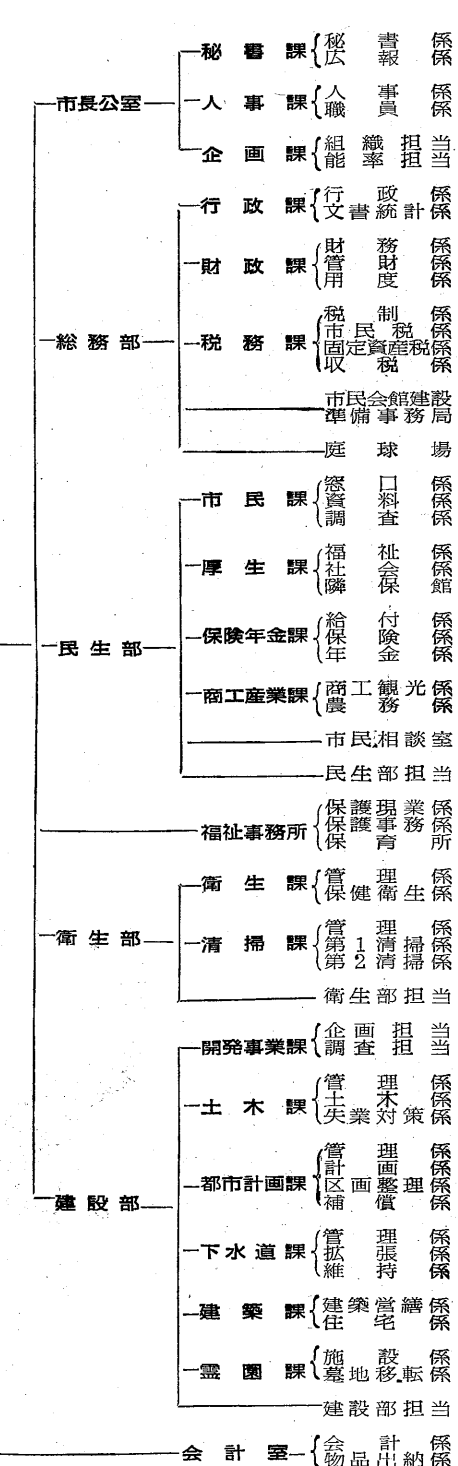 市長公室
秘書課
秘書係
広報係
人事課
人事係
職員係
企画課
組織担当
能率担当
総務部
行政課
行政係
文書統計係
財政課
財務係
管財係
用度係
税務課
税制係
市民税係
固定資産税係
収税係
市民会館建設
準備事務局
庭球場
民生部
市民課
窓口係
資料係
調査係
厚生課
福祉係
社会係
隣保館
保険年金課
給付係
保険係
年金係
商工産業課
商工観光係
農務係
市民相談室
民生部担当
福祉事務所
保護現業係
保護事務係
保育所
衛生部
衛生課
管理係
保健衛生係
清掃課
管理係
第1清掃係
第2清掃係
衛生部担当
建設部
開発事業課
企画担当
調査担当
土木課
管理係
土木係
失業対策係
都市計画課
管理係
計画係
区画整理係
補償係
下水道課
管理係
拡張係
維持係
建築課
建築営繕係
住宅係
霊園課
施設係
墓地移転係
建設部担当
会計室
会計係
物品出納係